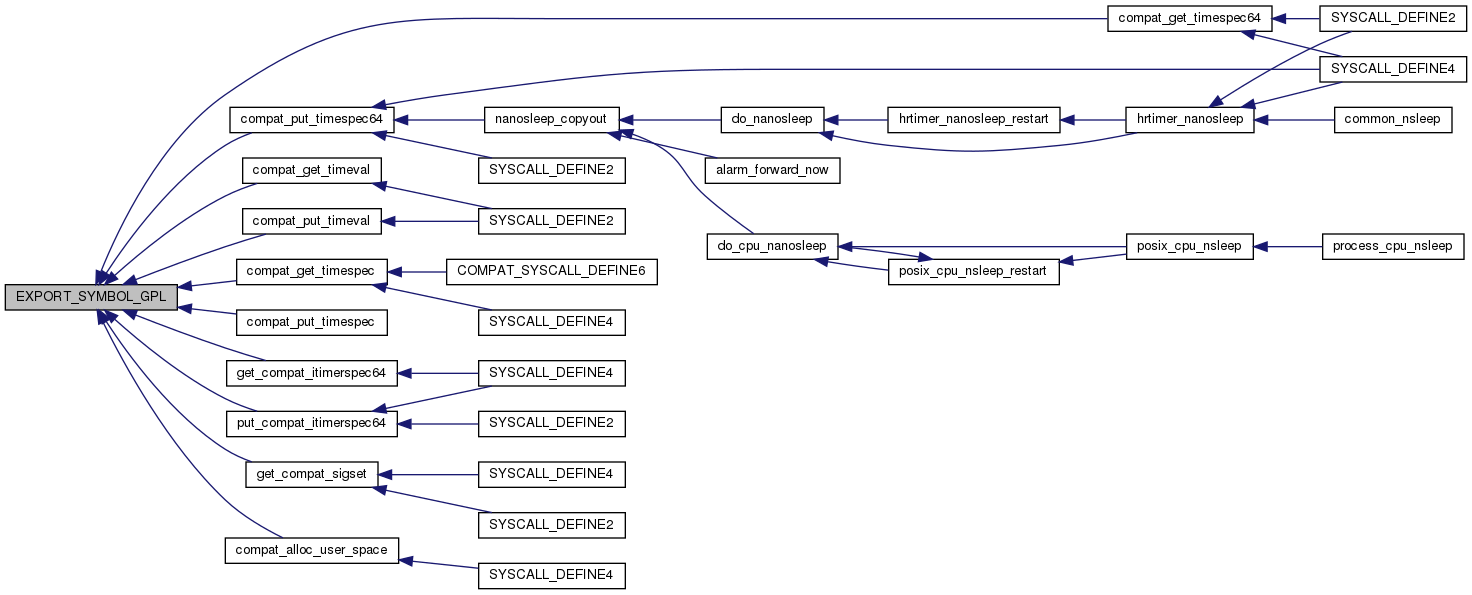 compat_get_timespec64
SYSCALL_DEFINE2
SYSCALL_DEFINE4
compat_put_timespec64
nanosleep_copyout
do_nanosleep
hrtimer_nanosleep_restart
hrtimer_nanosleep
common_nsleep
compat_get_timeval
SYSCALL_DEFINE2
alarm_forward_now
compat_put_timeval
SYSCALL_DEFINE2
do_cpu_nanosleep
posix_cpu_nsleep
process_cpu_nsleep
compat_get_timespec
COMPAT_SYSCALL_DEFINE6
posix_cpu_nsleep_restart
EXPORT_SYMBOL_GPL
compat_put_timespec
SYSCALL_DEFINE4
get_compat_itimerspec64
SYSCALL_DEFINE4
put_compat_itimerspec64
SYSCALL_DEFINE2
get_compat_sigset
SYSCALL_DEFINE4
SYSCALL_DEFINE2
compat_alloc_user_space
SYSCALL_DEFINE4